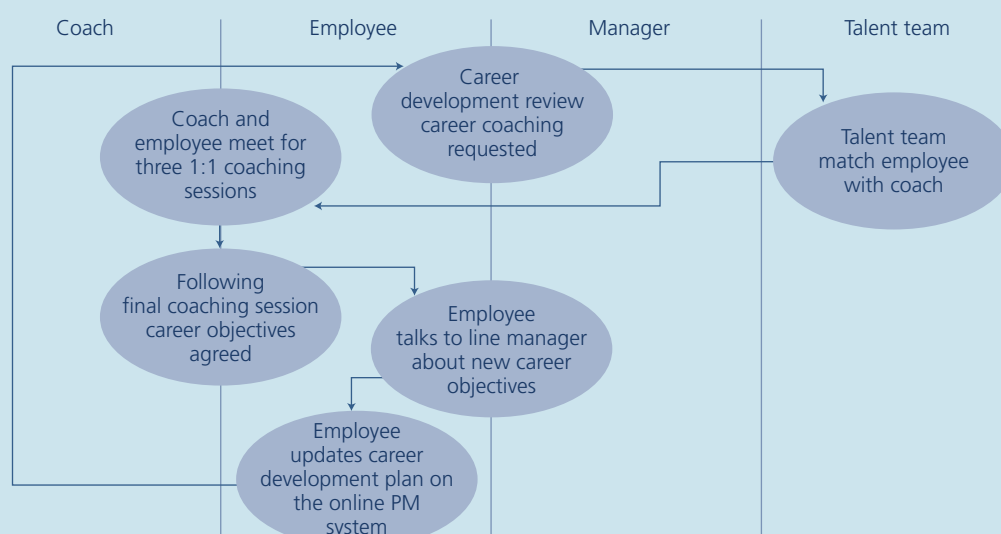 Coach
Employee
Manager
Talent team
Career
development review
career coaching
requested
Talent team
match employee
with coach
Coach and
employee meet for
three 1:1 coaching
sessions
Following
final coaching session
career objectives
agreed
Employee
talks to line manager
about new career
objectives
Employee
updates career
development plan on
the online PM
system